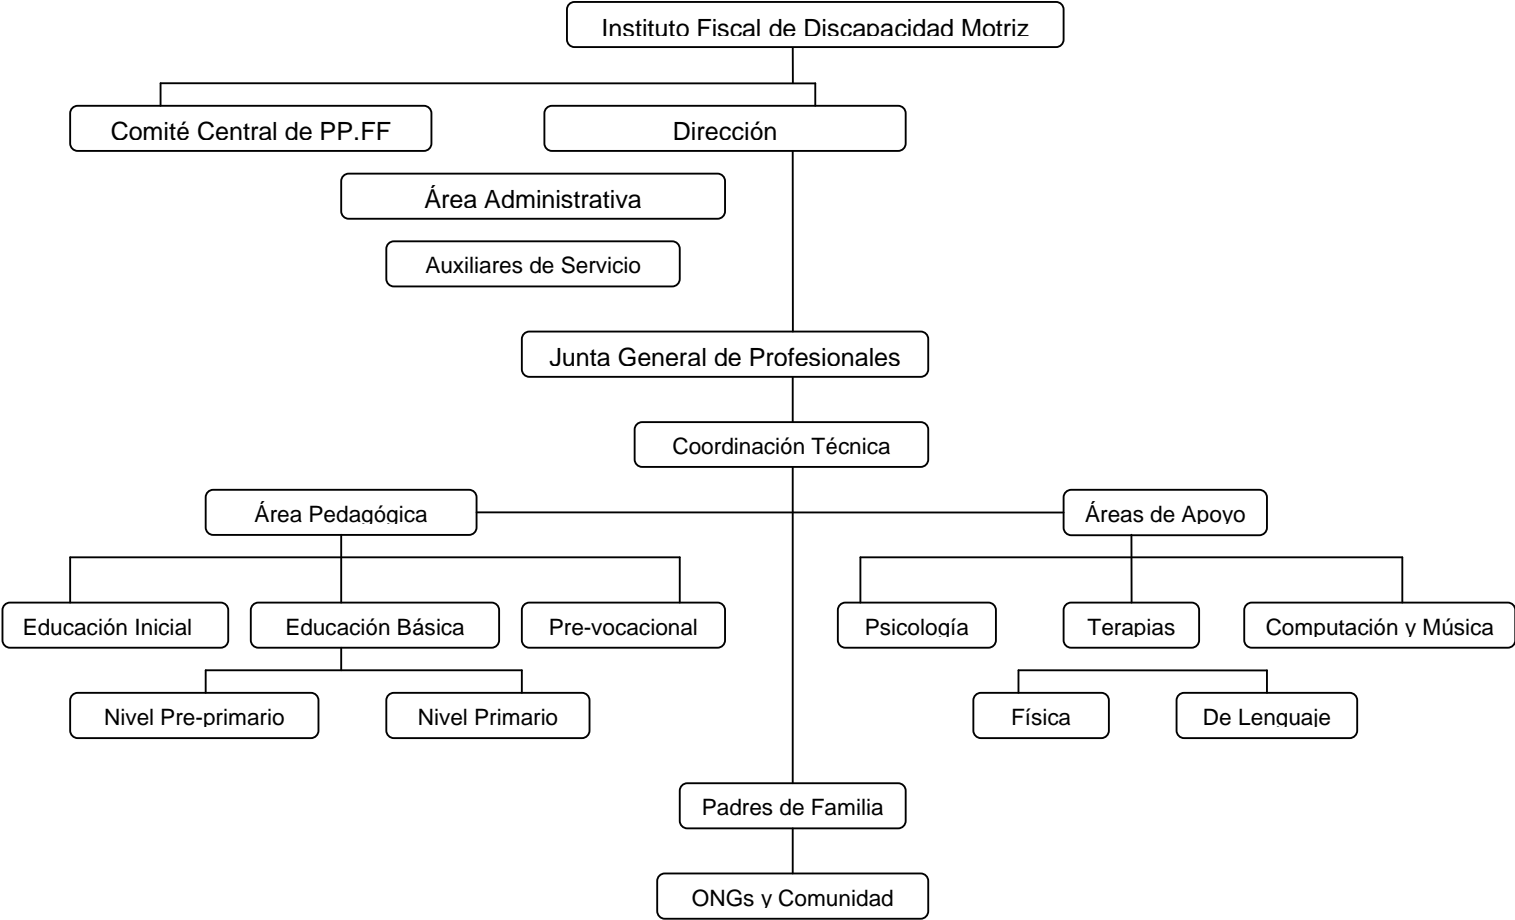 Instituto Fiscal de Discapacidad Motriz
Comité Central de PP.FF
Dirección
Área Administrativa
Auxiliares de Servicio
Junta General de Profesionales
Coordinación Técnica
Área Pedagógica
Áreas de Apoyo
Educación Inicial
Educación Básica
Pre-vocacional
Psicología
Terapias
Computación y Música
Nivel Pre-primario
Nivel Primario
Física
De Lenguaje
Padres de Familia
ONGs y Comunidad